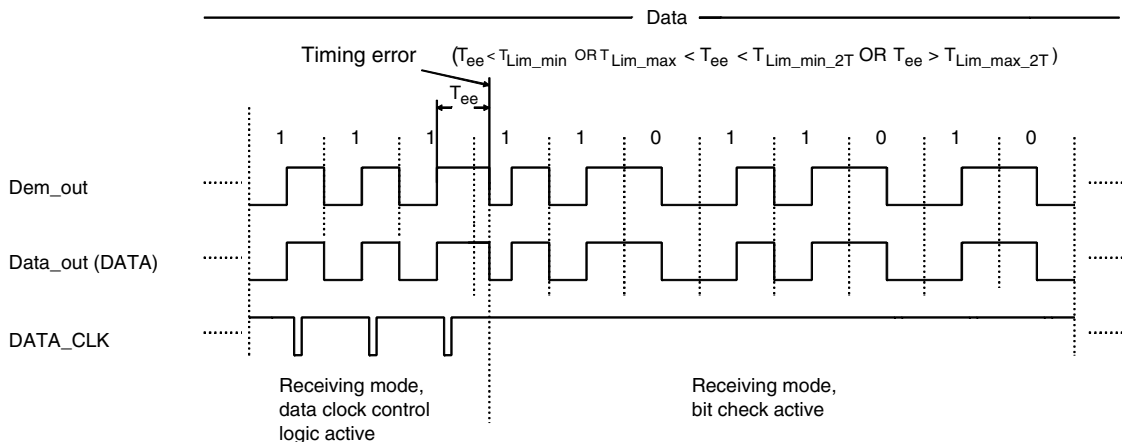 Data
Timing error (Tee < TLim_min OR TLim_max < Tee < TLim_min_2T OR Tee > TLim_max_2T)
Tee
1 1 1 1 1 0 1 1 0 1 0
Dem_out
Data_out (DATA)
DATA_CLK
Receiving mode,
data clock control
logic active
Receiving mode,
bit check active